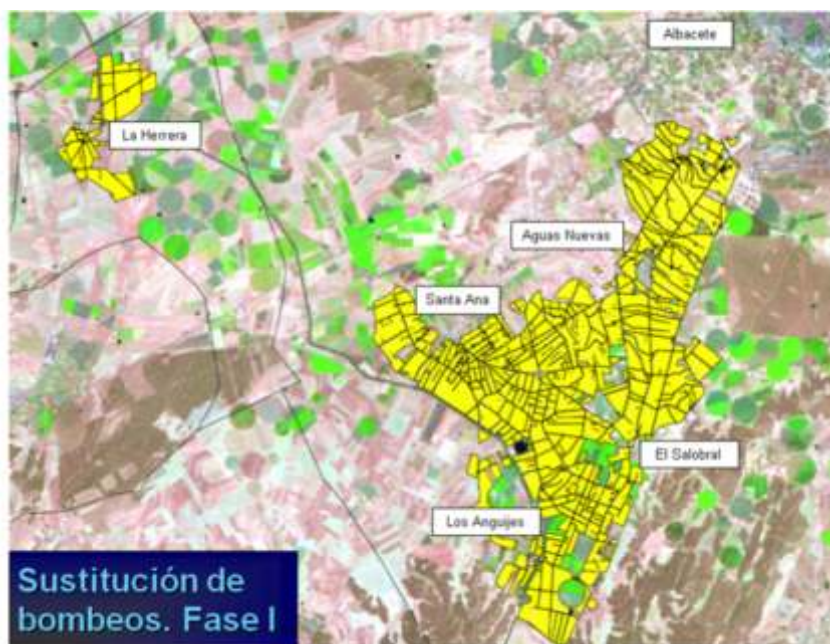 Albacete
La Herrera
Aguas Nuevas
Santa Ana
El Salobral
Los Anguijes
Sustitución de
bombeos. Fase I